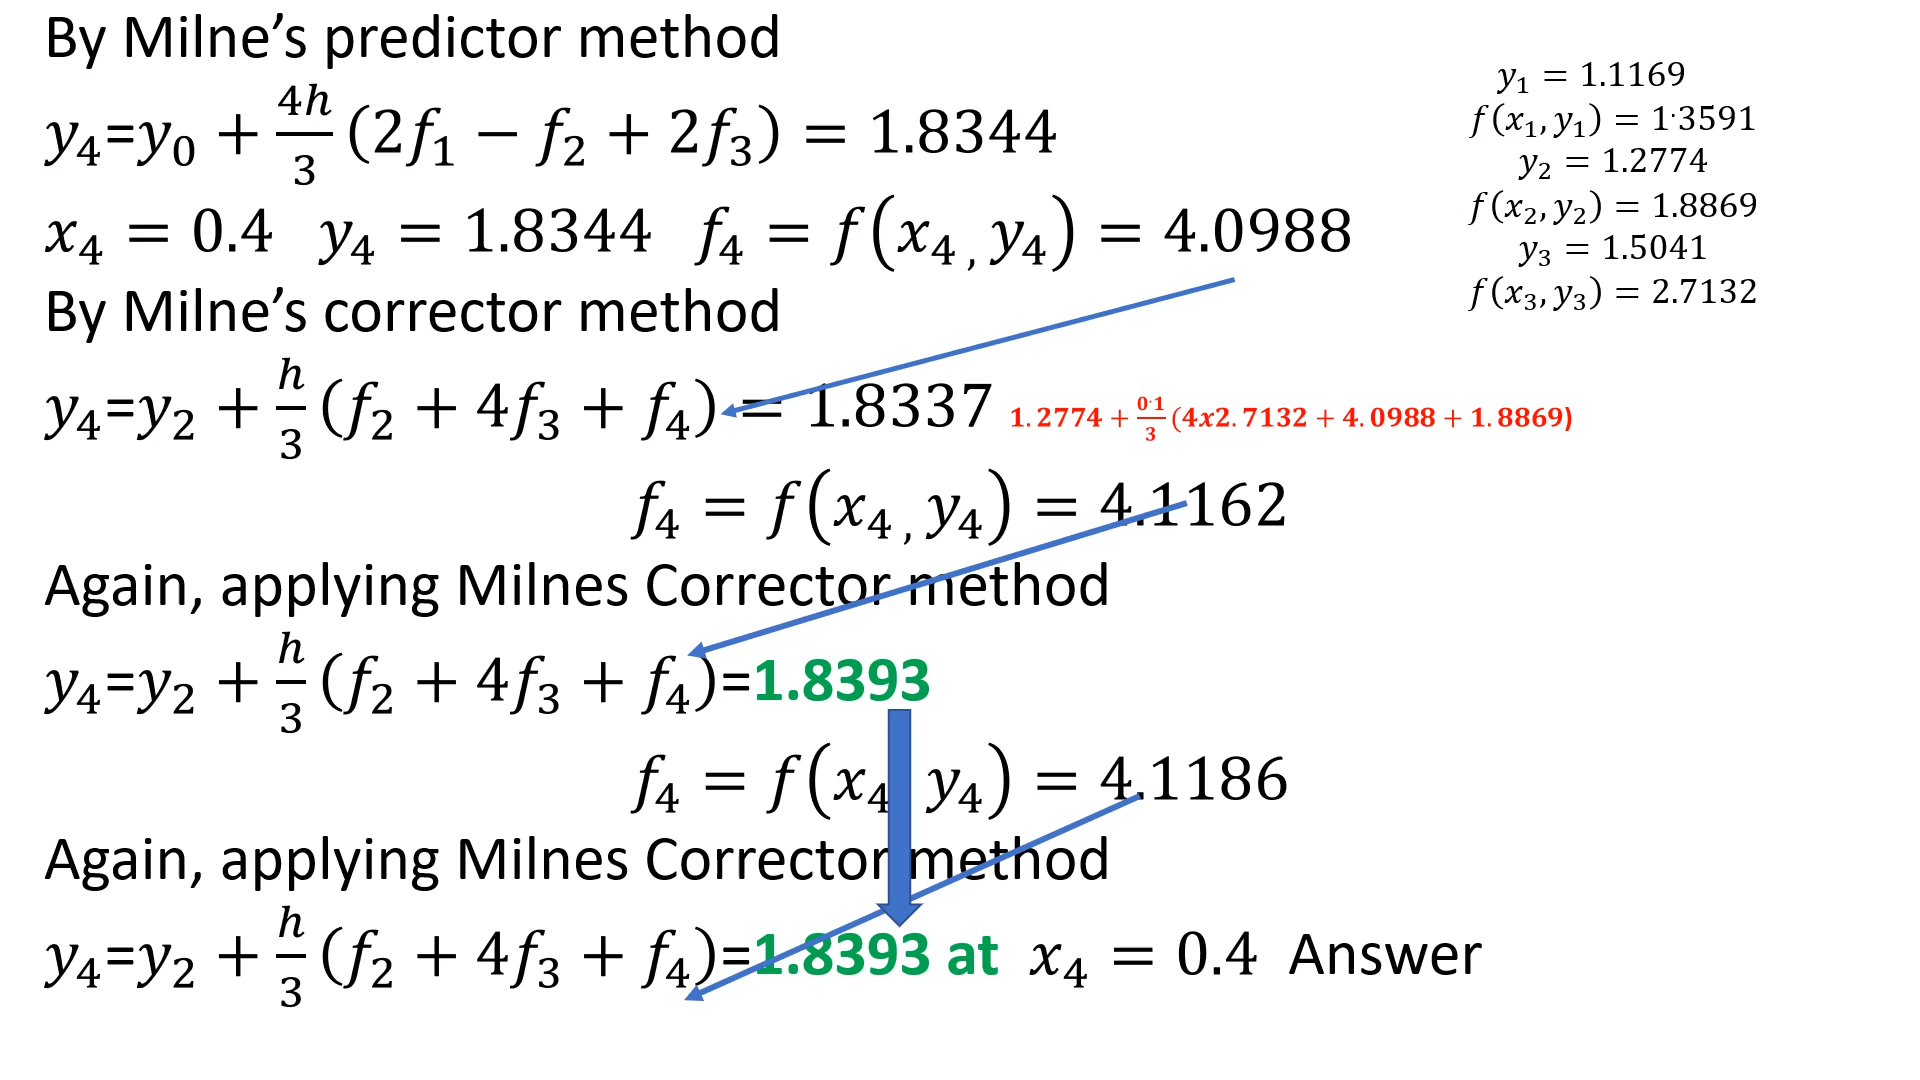 By Milne’s predictor method
y₄=y₀ + 4h/3 (2f₁ − f₂ + 2f₃) = 1.8344
x₄ = 0.4 y₄ = 1.8344 f₄ = f(x₄ , y₄) = 4.0988
By Milne’s corrector method
y₄=y₂ + h/3 (f₂ + 4f₃ + f₄) = 1.8337 1.2774 + 0·1/3 (4x2.7132 + 4.0988 + 1.8869)
f₄ = f(x₄ , y₄) = 4.1162
Again, applying Milnes Corrector method
y₄=y₂ + h/3 (f₂ + 4f₃ + f₄)=1.8393
f₄ = f(x₄ y₄) = 4.1186
Again, applying Milnes Corrector method
y₄=y₂ + h/3 (f₂ + 4f₃ + f₄)=1.8393 at x₄ = 0.4 Answer
y₁ = 1.1169
f(x₁, y₁) = 1·3591
y₂ = 1.2774
f(x₂, y₂) = 1.8869
y₃ = 1.5041
f(x₃, y₃) = 2.7132